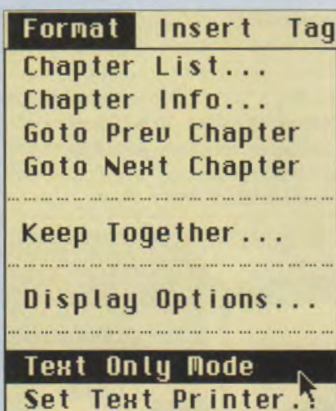 Format Insert Tag
Chapter List...
Chapter Info...
Goto Prev Chapter
Goto Next Chapter
Keep Together...
Display Options...
Text Only Mode
Set Text Printer..